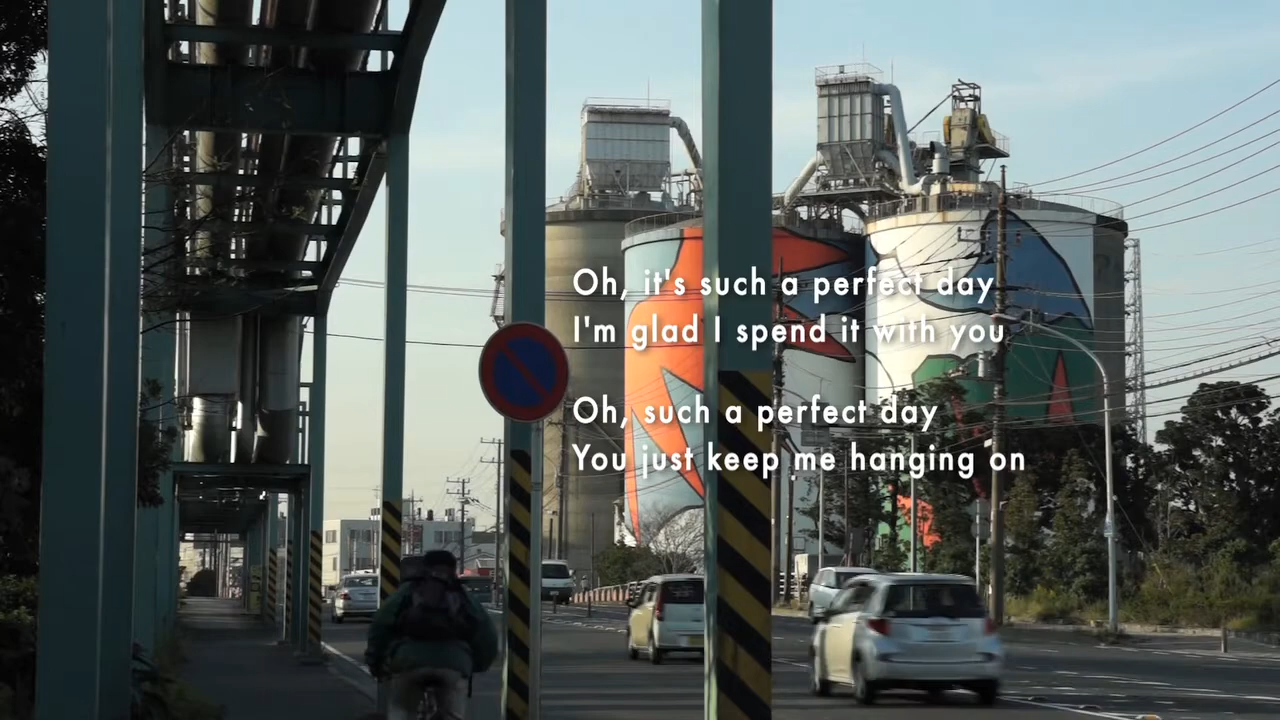 Oh, it's such a perfect day
I'm glad I spend it with you
Oh, such a perfect day
You just keep me hanging on